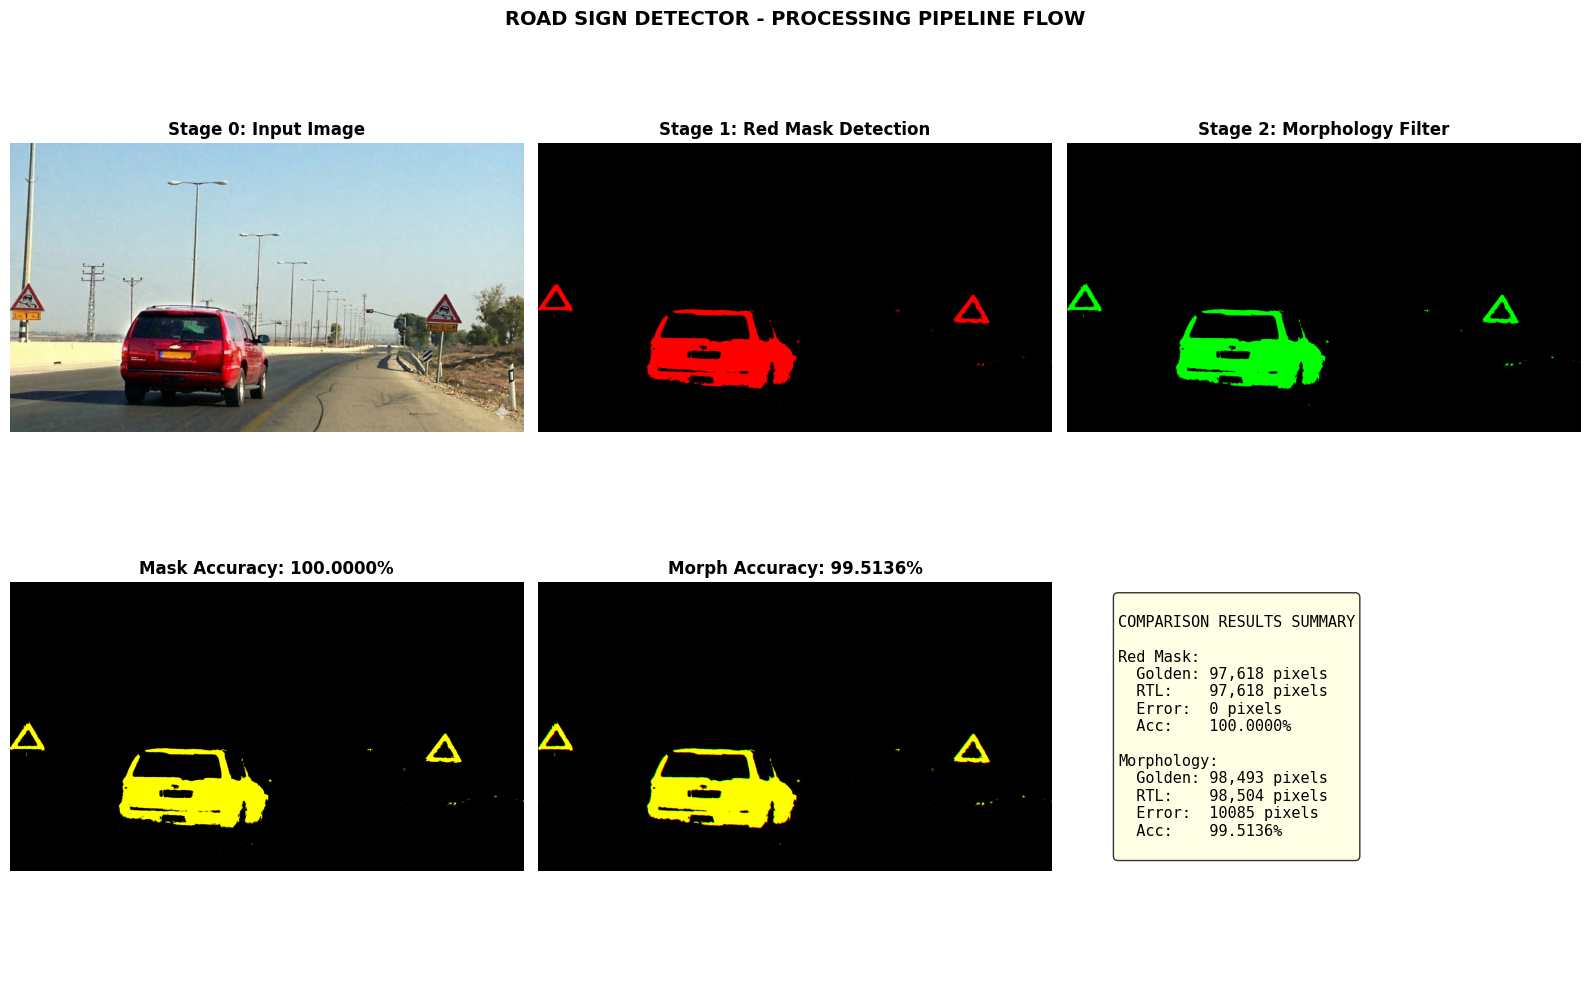 ROAD SIGN DETECTOR - PROCESSING PIPELINE FLOW
Stage 0: Input Image
Stage 1: Red Mask Detection
Stage 2: Morphology Filter
Mask Accuracy: 100.0000%
Morph Accuracy: 99.5136%
COMPARISON RESULTS SUMMARY
Red Mask:
Golden: 97,618 pixels
RTL: 97,618 pixels
Error: 0 pixels
Acc: 100.0000%
Morphology:
Golden: 98,493 pixels
RTL: 98,504 pixels
Error: 10085 pixels
Acc: 99.5136%